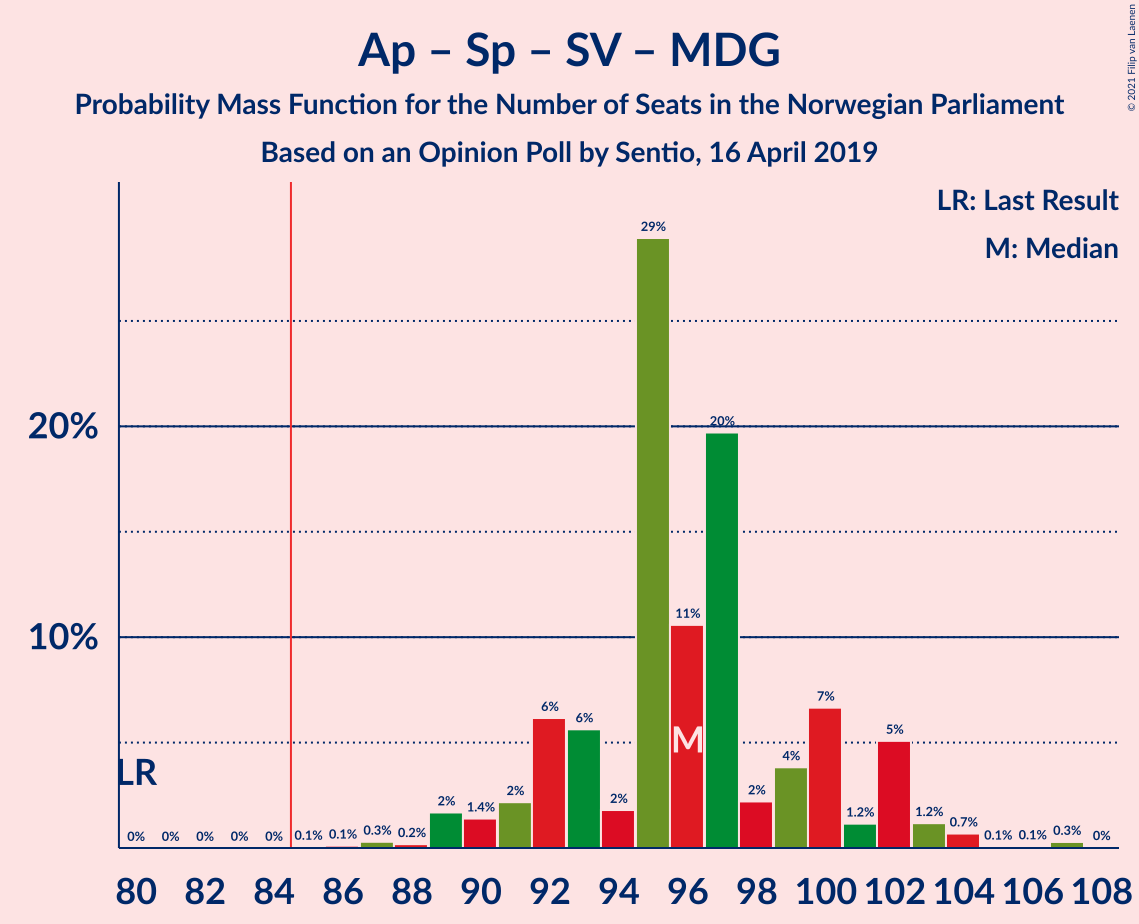 Ap – Sp – SV – MDG
Probability Mass Function for the Number of Seats in the Norwegian Parliament
Based on an Opinion Poll by Sentio, 16 April 2019
© 2021 Filip van Laenen
LR: Last Result
M: Median
20%
10%
LR
M
0% 0% 0% 0% 0% 0.1% 0.1% 0.3% 0.2% 2% 1.4% 2% 6% 6% 2% 29% 11% 20% 2% 4% 7% 1.2% 5% 1.2% 0.7% 0.1% 0.1% 0.3% 0%
80 82 84 86 88 90 92 94 96 98 100 102 104 106 108